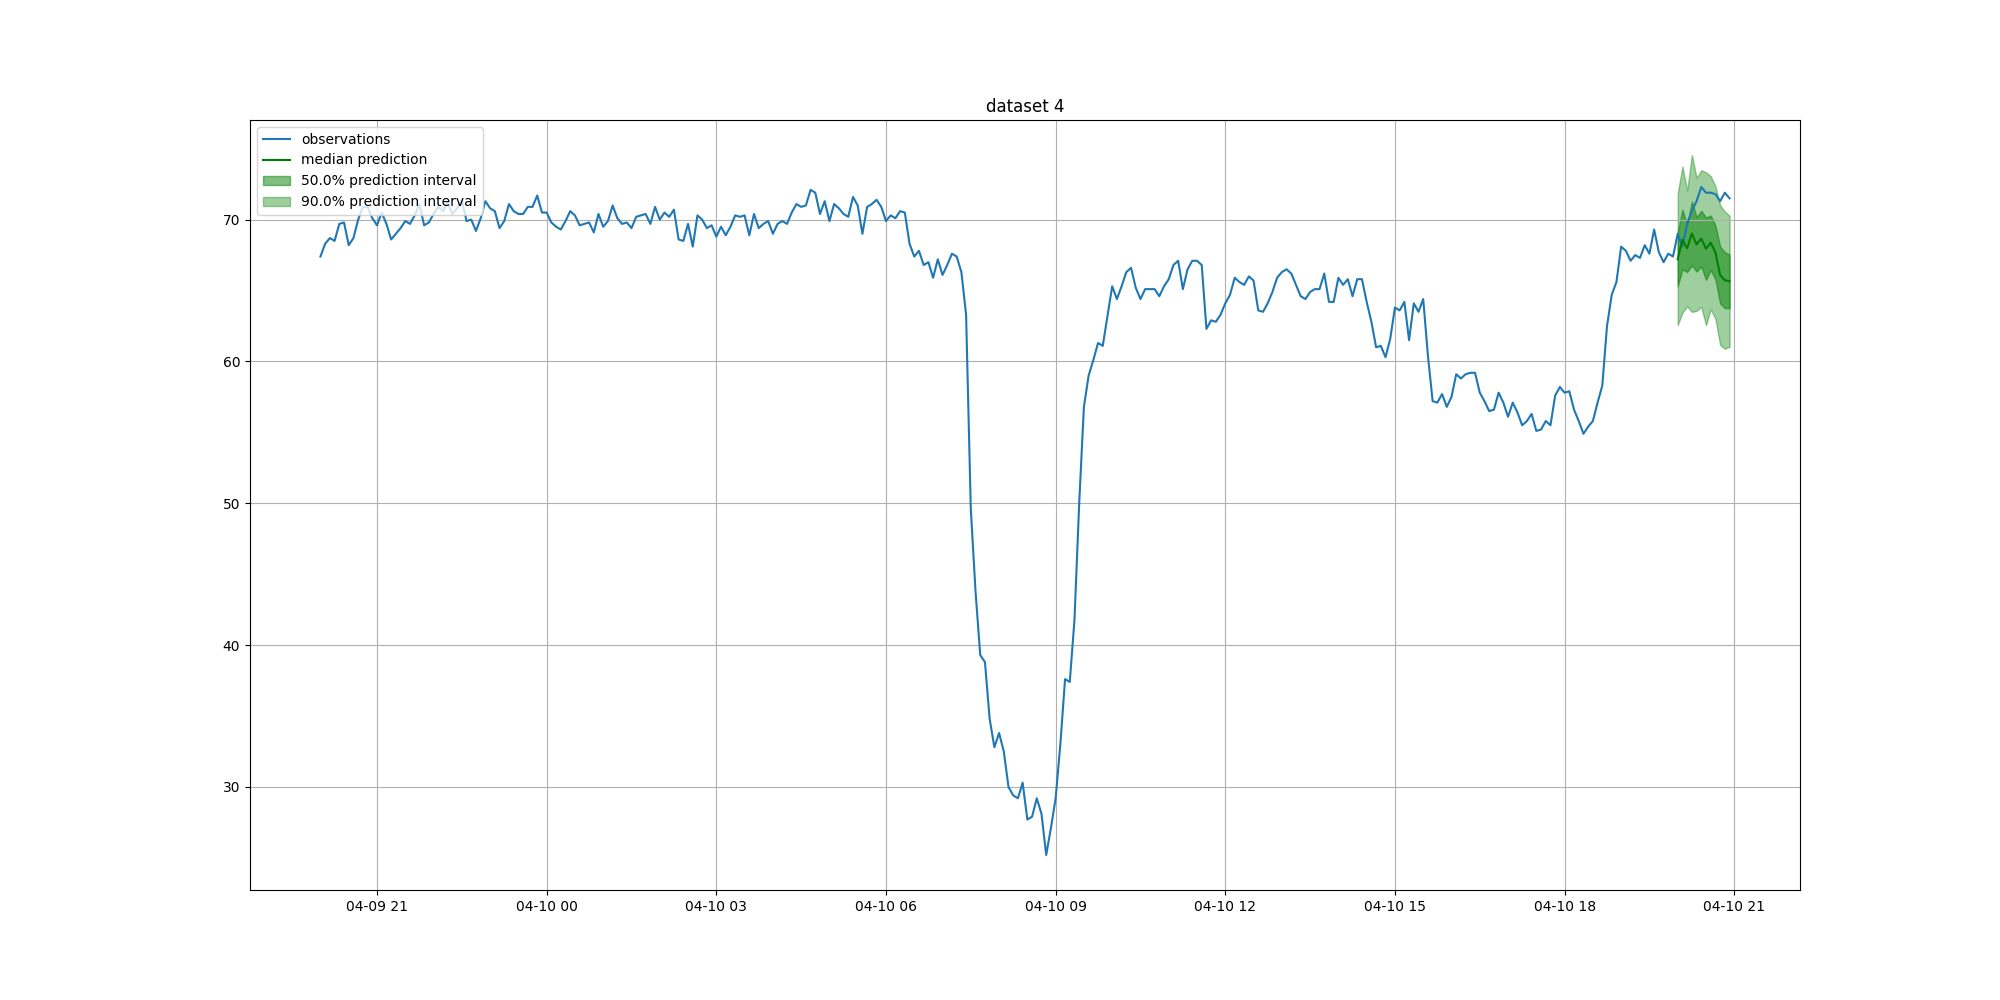 dataset 4
observations
median prediction
50.0% prediction interval
90.0% prediction interval
70
60
50
40
30
04-09 21
04-10 00
04-10 03
04-10 06
04-10 09
04-10 12
04-10 15
04-10 18
04-10 21